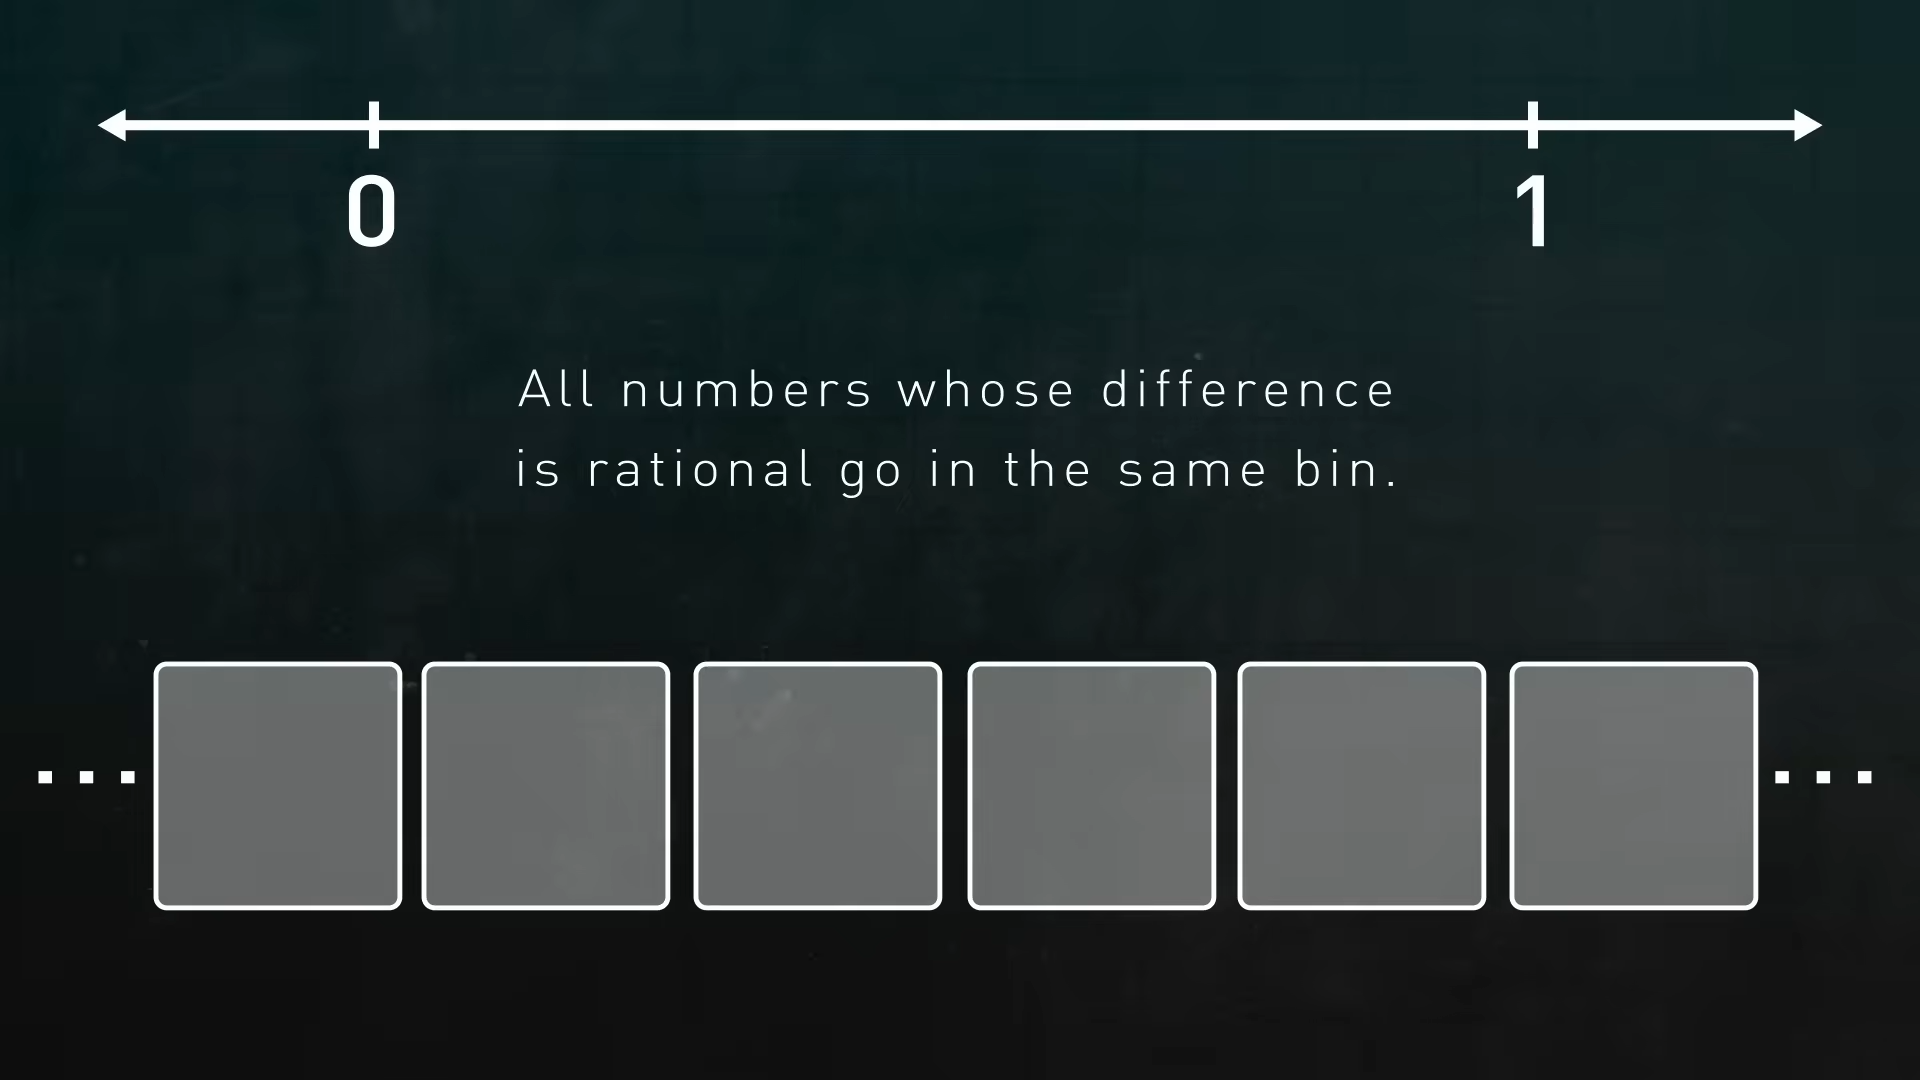 0 1
All numbers whose difference
is rational go in the same bin.
... ...